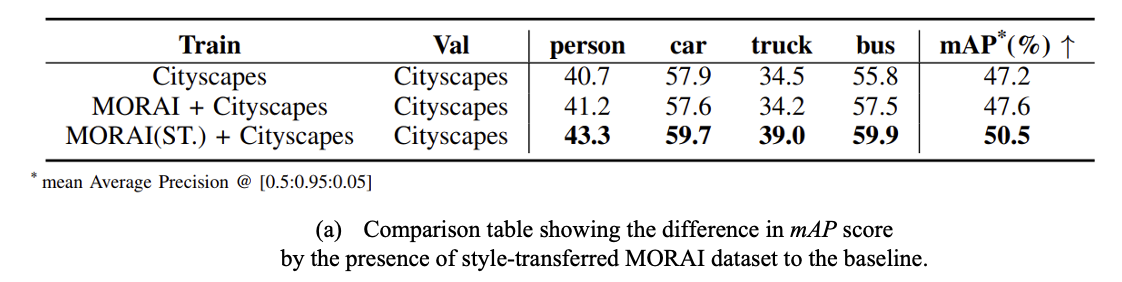 Train Val person car truck bus mAP*(%) ↑
Cityscapes Cityscapes 40.7 57.9 34.5 55.8 47.2
MORAI + Cityscapes Cityscapes 41.2 57.6 34.2 57.5 47.6
MORAI(ST.) + Cityscapes Cityscapes 43.3 59.7 39.0 59.9 50.5
* mean Average Precision @ [0.5:0.95:0.05]
(a) Comparison table showing the difference in mAP score
by the presence of style-transferred MORAI dataset to the baseline.